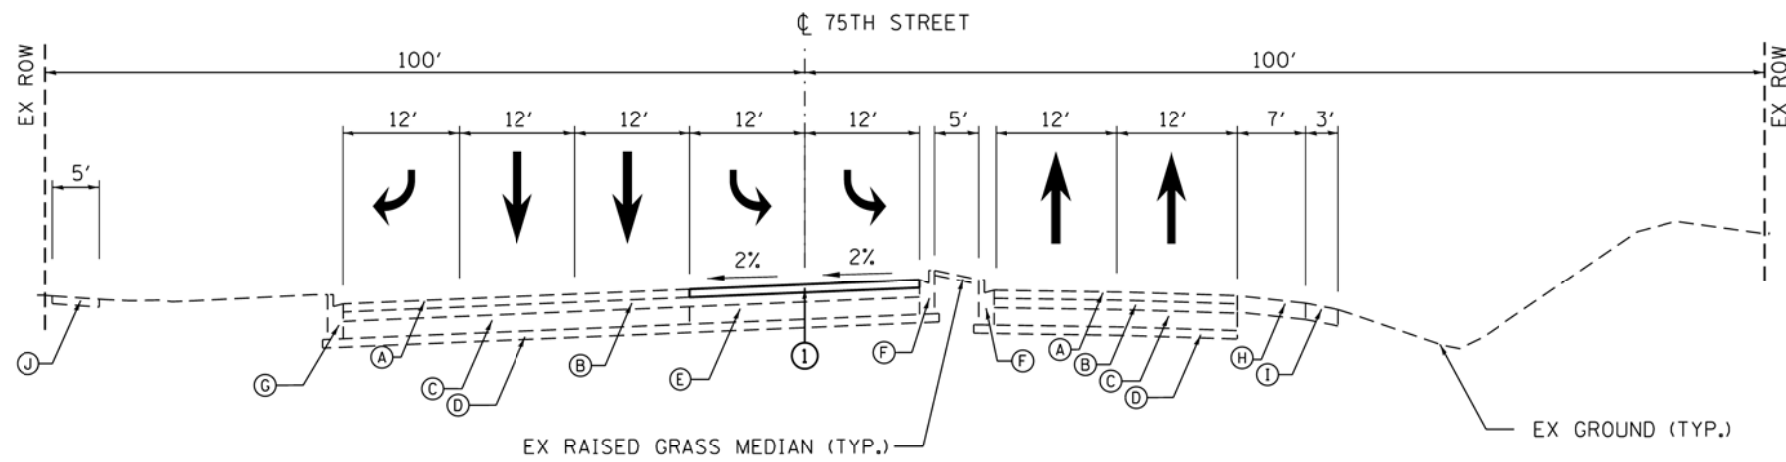 ℄ 75TH STREET
EX ROW
100'
100'
EX ROW
12'
12'
12'
12'
12'
5'
12'
12'
7'
3'
5'
2%
2%
J
G
A
C
D
B
E
1
F
F
A
B
C
D
H
I
EX RAISED GRASS MEDIAN (TYP.)
EX GROUND (TYP.)